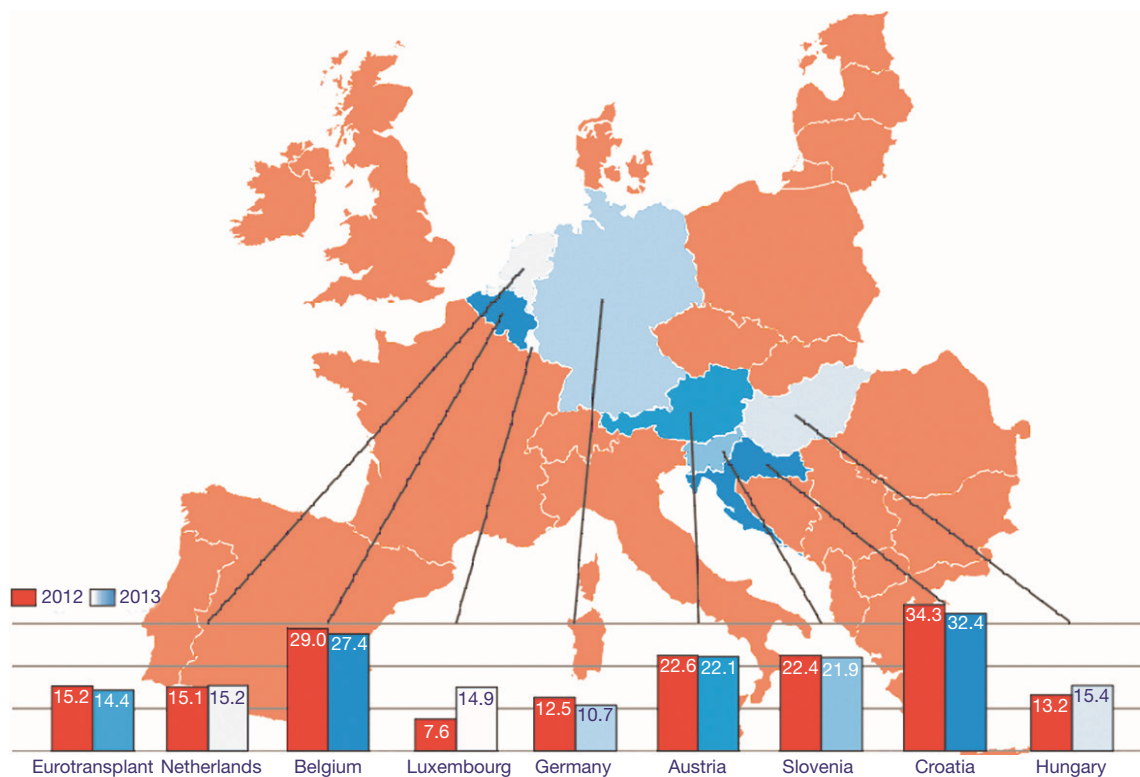 2012 2013
15.2 14.4 15.1 15.2 29.0 27.4 7.6 14.9 12.5 10.7 22.6 22.1 22.4 21.9 34.3 32.4 13.2 15.4
Eurotransplant Netherlands Belgium Luxembourg Germany Austria Slovenia Croatia Hungary